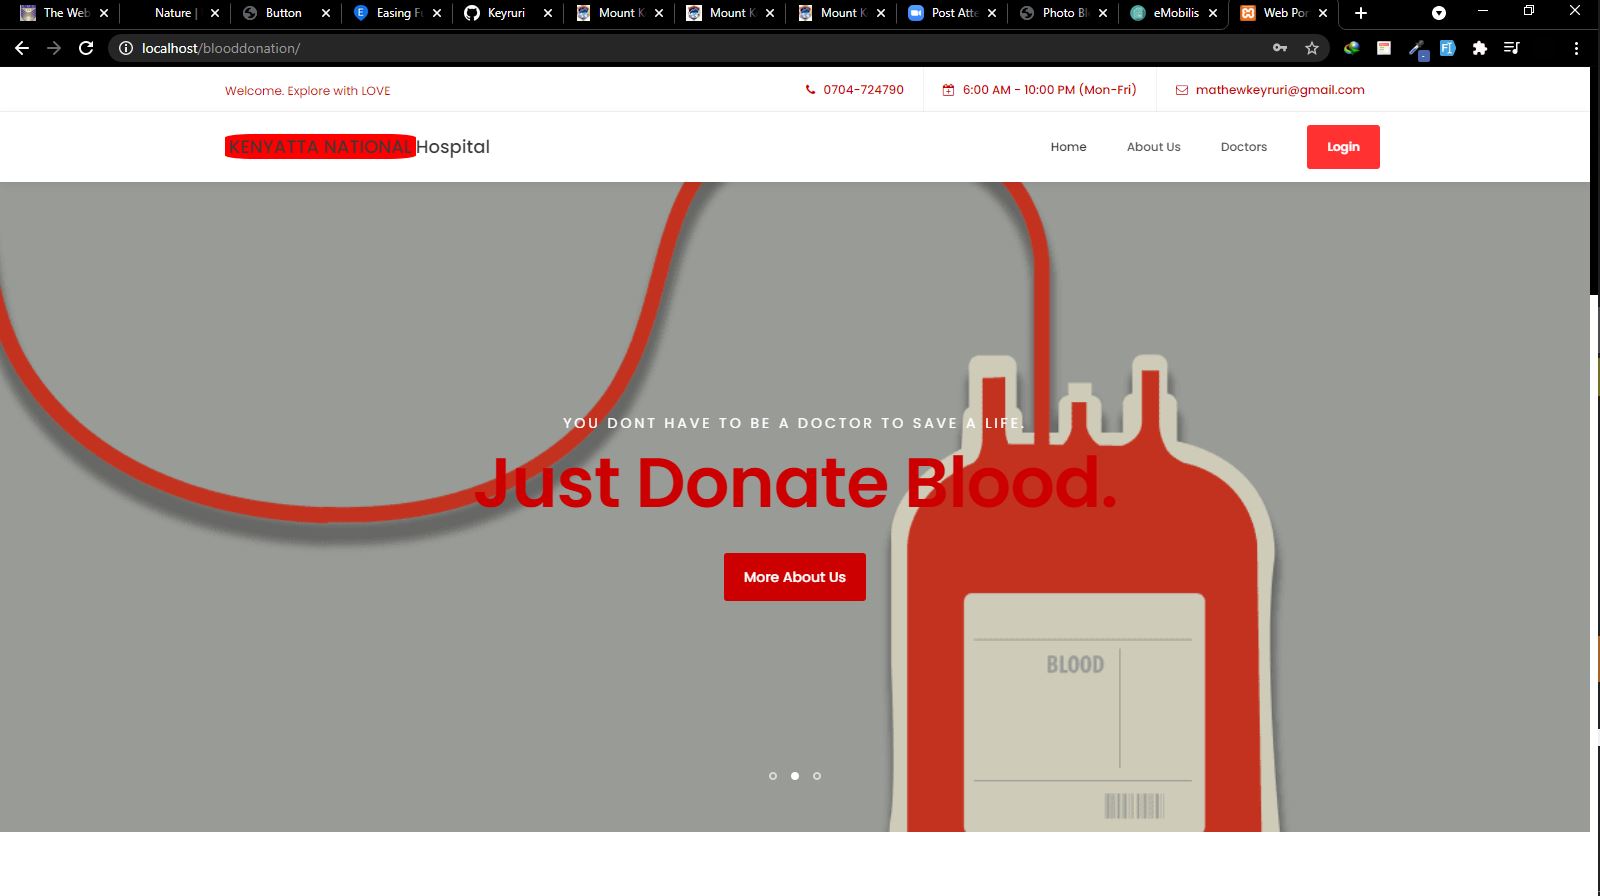 The Web
Nature |
Button
Easing Fu
Keyruri
Mount K
Mount K
Mount K
Post Atte
Photo Bl
eMobilis
Web Por
localhost/blooddonation/
Welcome. Explore with LOVE
0704-724790
6:00 AM - 10:00 PM (Mon-Fri)
mathewkeyruri@gmail.com
KENYATTA NATIONAL Hospital
Home
About Us
Doctors
Login
YOU DONT HAVE TO BE A DOCTOR TO SAVE A LIFE.
Just Donate Blood.
More About Us
BLOOD